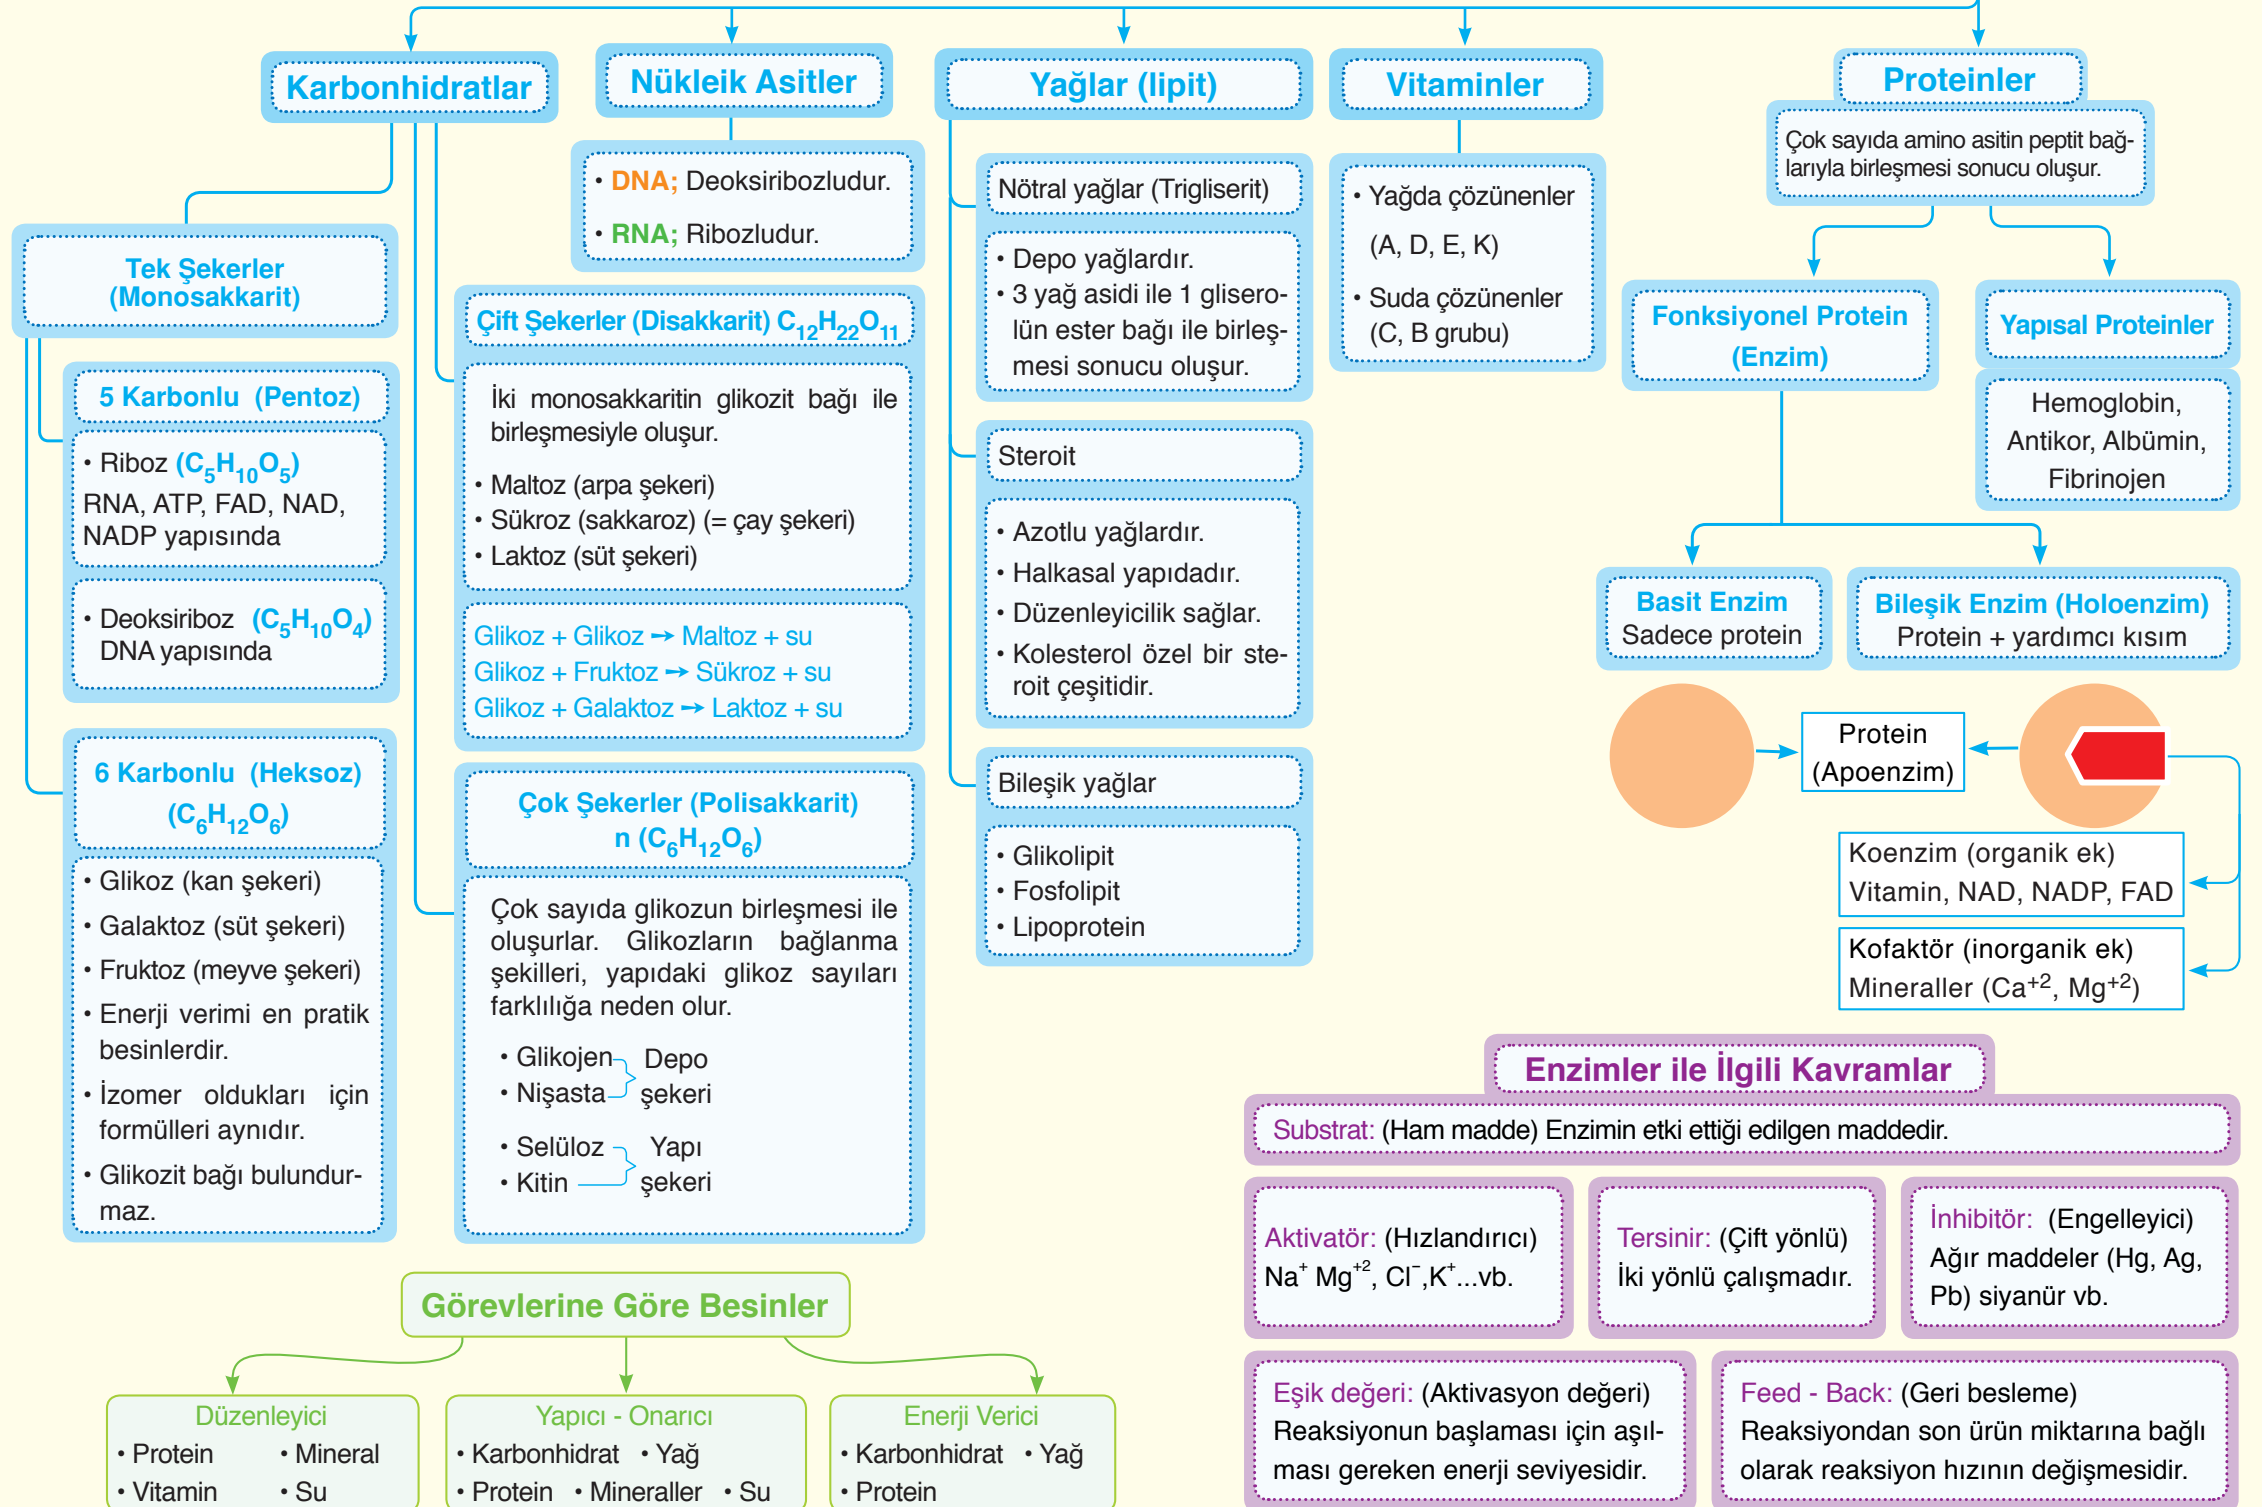 Karbonhidratlar
Tek Şekerler
(Monosakkarit)
5 Karbonlu (Pentoz)
• Riboz (C₅H₁₀O₅)
RNA, ATP, FAD, NAD,
NADP yapısında
• Deoksiriboz (C₅H₁₀O₄)
DNA yapısında
6 Karbonlu (Heksoz)
(C₆H₁₂O₆)
• Glikoz (kan şekeri)
• Galaktoz (süt şekeri)
• Fruktoz (meyve şekeri)
• Enerji verimi en pratik
besinlerdir.
• İzomer oldukları için
formülleri aynıdır.
• Glikozit bağı bulundur-
maz.
Çift Şekerler (Disakkarit) C₁₂H₂₂O₁₁
İki monosakkaritin glikozit bağı ile
birleşmesiyle oluşur.
• Maltoz (arpa şekeri)
• Sükroz (sakkaroz) (= çay şekeri)
• Laktoz (süt şekeri)
Glikoz + Glikoz → Maltoz + su
Glikoz + Fruktoz → Sükroz + su
Glikoz + Galaktoz → Laktoz + su
Çok Şekerler (Polisakkarit)
n (C₆H₁₂O₆)
Çok sayıda glikozun birleşmesi ile
oluşurlar. Glikozların bağlanma
şekilleri, yapıdaki glikoz sayıları
farklılığa neden olur.
• Glikojen Depo
• Nişasta şekeri
• Selüloz Yapı
• Kitin şekeri
Nükleik Asitler
• DNA; Deoksiribozludur.
• RNA; Ribozludur.
Yağlar (lipit)
Nötral yağlar (Trigliserit)
• Depo yağlardır.
• 3 yağ asidi ile 1 glisero-
lün ester bağı ile birleş-
mesi sonucu oluşur.
Steroit
• Azotlu yağlardır.
• Halkasal yapıdadır.
• Düzenleyicilik sağlar.
• Kolesterol özel bir ste-
roit çeşitidir.
Bileşik yağlar
• Glikolipit
• Fosfolipit
• Lipoprotein
Vitaminler
• Yağda çözünenler
(A, D, E, K)
• Suda çözünenler
(C, B grubu)
Proteinler
Çok sayıda amino asitin peptit bağ-
larıyla birleşmesi sonucu oluşur.
Fonksiyonel Protein
(Enzim)
Yapısal Proteinler
Hemoglobin,
Antikor, Albümin,
Fibrinojen
Basit Enzim
Sadece protein
Bileşik Enzim (Holoenzim)
Protein + yardımcı kısım
Protein
(Apoenzim)
Koenzim (organik ek)
Vitamin, NAD, NADP, FAD
Kofaktör (inorganik ek)
Mineraller (Ca⁺², Mg⁺²)
Enzimler ile İlgili Kavramlar
Substrat: (Ham madde) Enzimin etki ettiği edilgen maddedir.
Aktivatör: (Hızlandırıcı)
Na⁺ Mg⁺², Cl⁻,K⁺...vb.
Tersinir: (Çift yönlü)
İki yönlü çalışmadır.
İnhibitör: (Engelleyici)
Ağır maddeler (Hg, Ag,
Pb) siyanür vb.
Eşik değeri: (Aktivasyon değeri)
Reaksiyonun başlaması için aşıl-
ması gereken enerji seviyesidir.
Feed - Back: (Geri besleme)
Reaksiyondan son ürün miktarına bağlı
olarak reaksiyon hızının değişmesidir.
Görevlerine Göre Besinler
Düzenleyici
• Protein • Mineral
• Vitamin • Su
Yapıcı - Onarıcı
• Karbonhidrat • Yağ
• Protein • Mineraller • Su
Enerji Verici
• Karbonhidrat • Yağ
• Protein